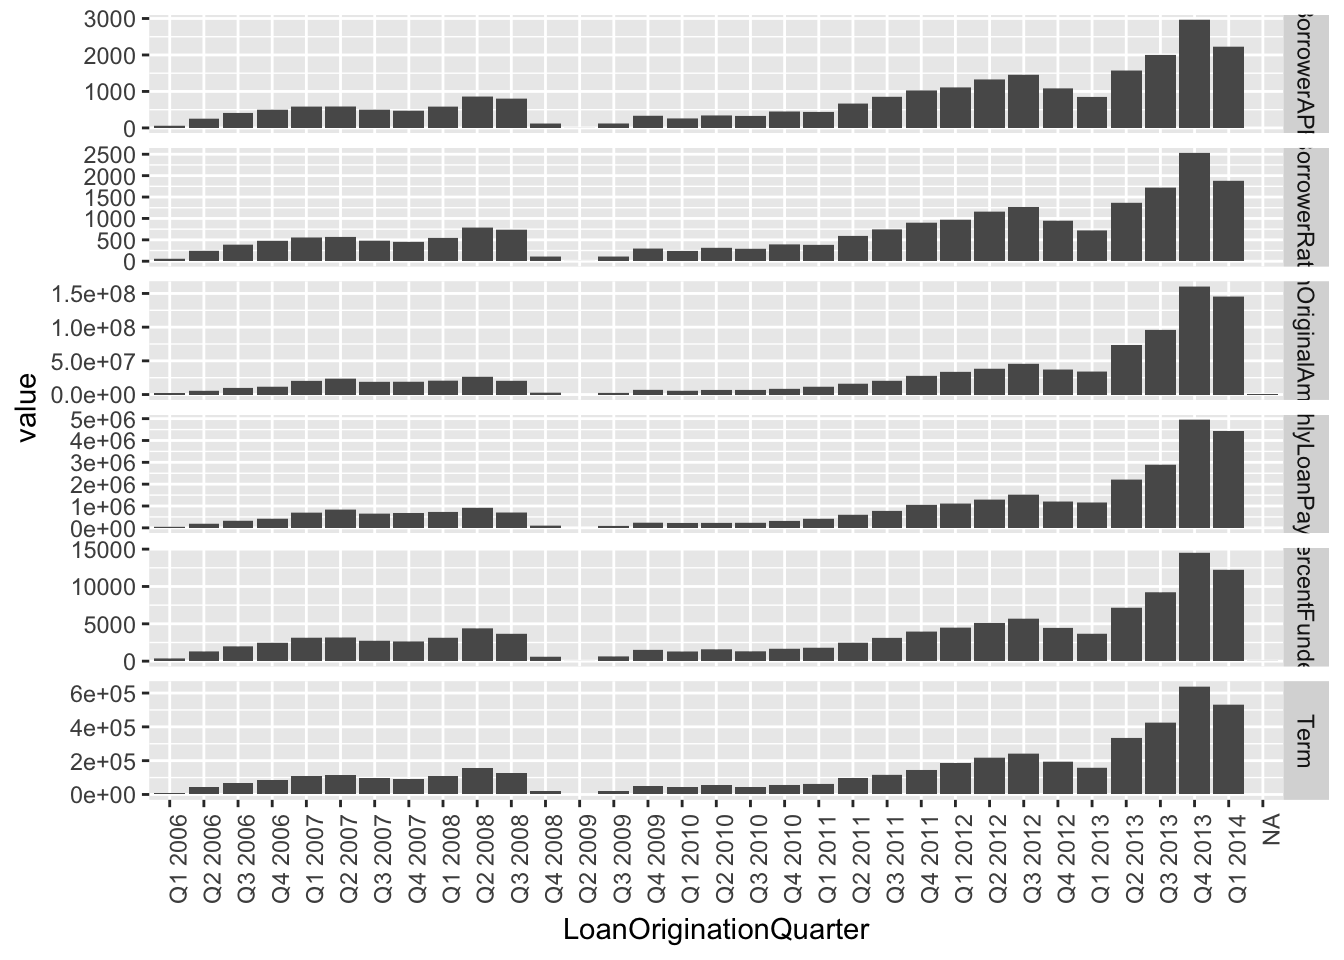 3000
2000
1000
0
BorrowerAPR
2500
2000
1500
1000
500
0
orrowerRat
1.5e+08
1.0e+08
5.0e+07
0.0e+00
nOriginalAm
5e+06
4e+06
3e+06
2e+06
1e+06
0e+00
hlyLoanPay
15000
10000
5000
0
ercentFunde
6e+05
4e+05
2e+05
0e+00
Term
value
Q1 2006
Q2 2006
Q3 2006
Q4 2006
Q1 2007
Q2 2007
Q3 2007
Q4 2007
Q1 2008
Q2 2008
Q3 2008
Q4 2008
Q2 2009
Q3 2009
Q4 2009
Q1 2010
Q2 2010
Q3 2010
Q4 2010
Q1 2011
Q2 2011
Q3 2011
Q4 2011
Q1 2012
Q2 2012
Q3 2012
Q4 2012
Q1 2013
Q2 2013
Q3 2013
Q4 2013
Q1 2014
NA
LoanOriginationQuarter